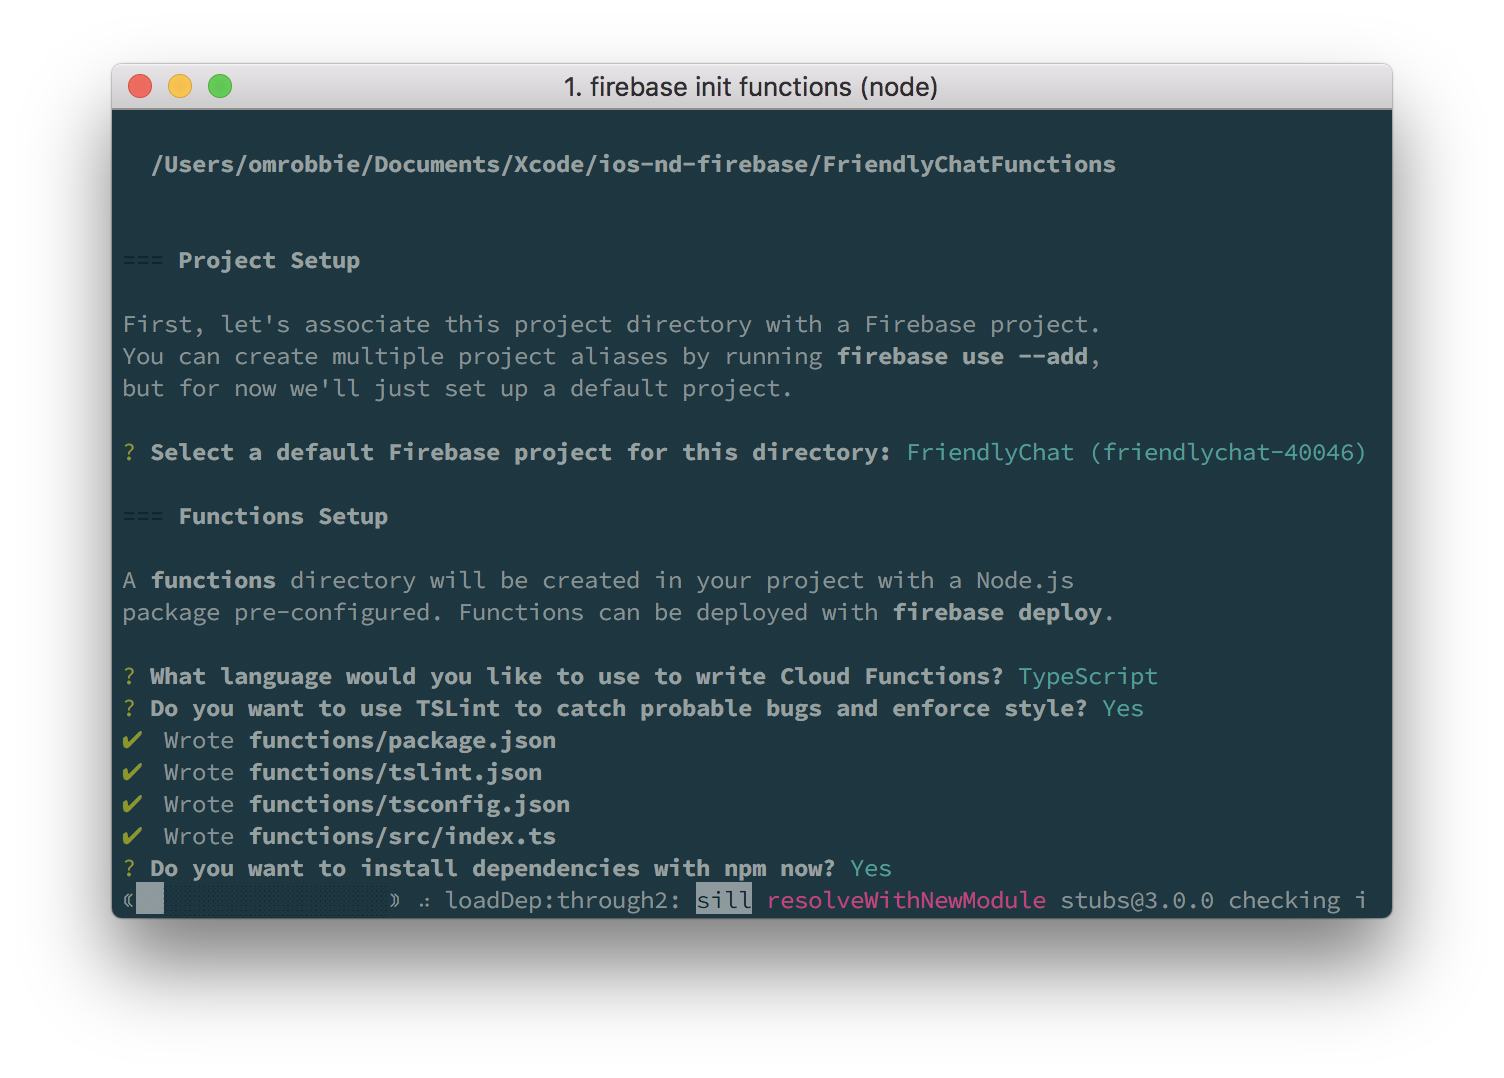 1. firebase init functions (node)
/Users/omrobbie/Documents/Xcode/ios-nd-firebase/FriendlyChatFunctions
=== Project Setup
First, let's associate this project directory with a Firebase project.
You can create multiple project aliases by running firebase use --add,
but for now we'll just set up a default project.
? Select a default Firebase project for this directory: FriendlyChat (friendlychat-40046)
=== Functions Setup
A functions directory will be created in your project with a Node.js
package pre-configured. Functions can be deployed with firebase deploy.
? What language would you like to use to write Cloud Functions? TypeScript
? Do you want to use TSLint to catch probable bugs and enforce style? Yes
✔ Wrote functions/package.json
✔ Wrote functions/tslint.json
✔ Wrote functions/tsconfig.json
✔ Wrote functions/src/index.ts
? Do you want to install dependencies with npm now? Yes
⸨ ⸩ ⠴ loadDep:through2: sill resolveWithNewModule stubs@3.0.0 checking i